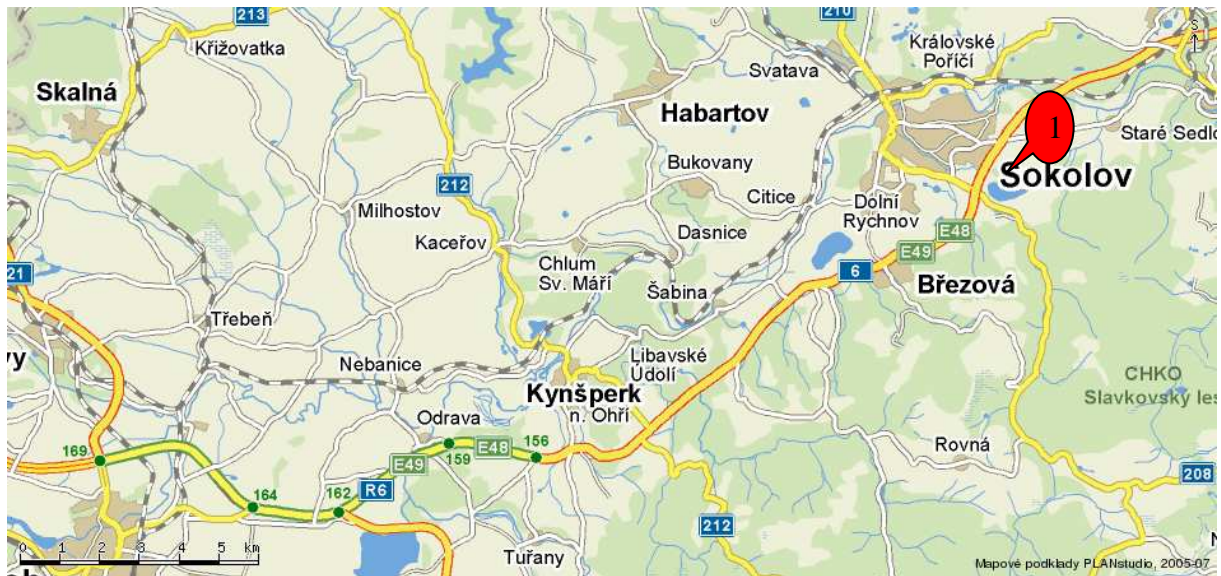 213
210
S
Křižovatka
Královské
Poříčí
Svatava
Skalná
Habartov
1
Staré Sedlo
Bukovany
Sokolov
212
Citice
Milhostov
Dolní
Rychnov
Kaceřov
Dasnice
E48
E49
21
Chlum
Sv. Máří
6
Šabina
Březová
Třebeň
vy
Nebanice
Libavské
Údolí
CHKO
Slavkovský les
Kynšperk
n. Ohří
Odrava
169
E48
156
159
E49
Rovná
164
162
R6
208
212
0 1 2 3 4 5 km
Tuřany
Mapové podklady PLANstudio, 2005-07